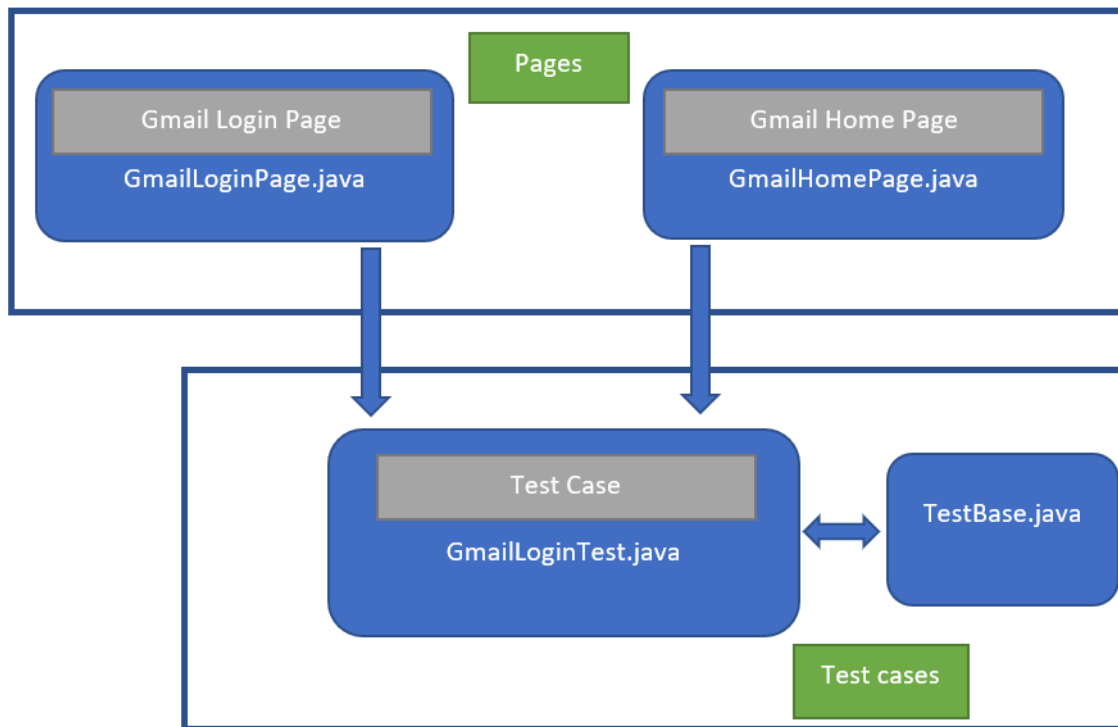 Pages
Gmail Login Page
GmailLoginPage.java
Gmail Home Page
GmailHomePage.java
Test Case
GmailLoginTest.java
TestBase.java
Test cases